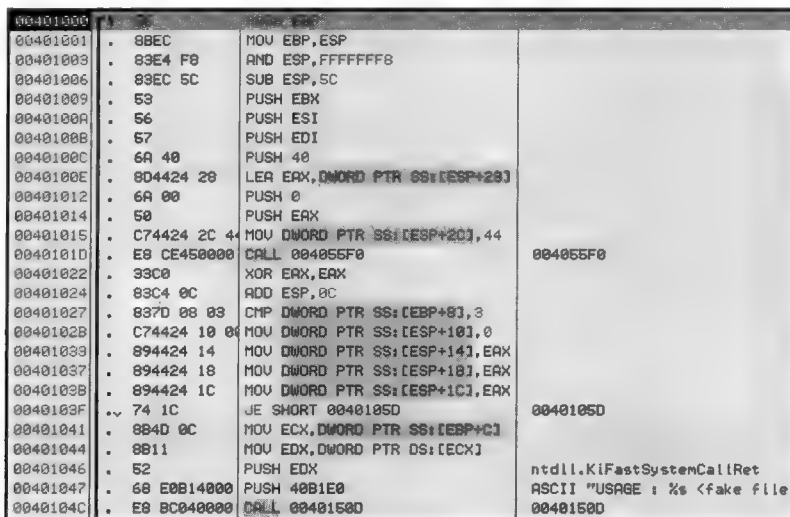 00401000
00401001 . 8BEC MOV EBP,ESP
00401003 . 83E4 F8 AND ESP,FFFFFFF8
00401006 . 83EC 5C SUB ESP,5C
00401009 . 53 PUSH EBX
0040100A . 56 PUSH ESI
0040100B . 57 PUSH EDI
0040100C . 6A 40 PUSH 40
0040100E . 8D4424 28 LEA EAX,DWORD PTR SS:[ESP+28]
00401012 . 6A 00 PUSH 0
00401014 . 50 PUSH EAX
00401015 . C74424 2C 44 MOV DWORD PTR SS:[ESP+2C],44
0040101D . E8 CE450000 CALL 004055F0 004055F0
00401022 . 33C0 XOR EAX,EAX
00401024 . 83C4 0C ADD ESP,0C
00401027 . 837D 08 03 CMP DWORD PTR SS:[EBP+8],3
0040102B . C74424 10 00 MOV DWORD PTR SS:[ESP+10],0
00401033 . 894424 14 MOV DWORD PTR SS:[ESP+14],EAX
00401037 . 894424 18 MOV DWORD PTR SS:[ESP+18],EAX
0040103B . 894424 1C MOV DWORD PTR SS:[ESP+1C],EAX
0040103F . 74 1C JE SHORT 0040105D 0040105D
00401041 . 8B4D 0C MOV ECX,DWORD PTR SS:[EBP+C]
00401044 . 8B11 MOV EDX,DWORD PTR DS:[ECX]
00401046 . 52 PUSH EDX ntdll.KiFastSystemCallRet
00401047 . 68 E0B14000 PUSH 40B1E0 ASCII "USAGE : %s <fake file
0040104C . E8 BC040000 CALL 0040150D 0040150D